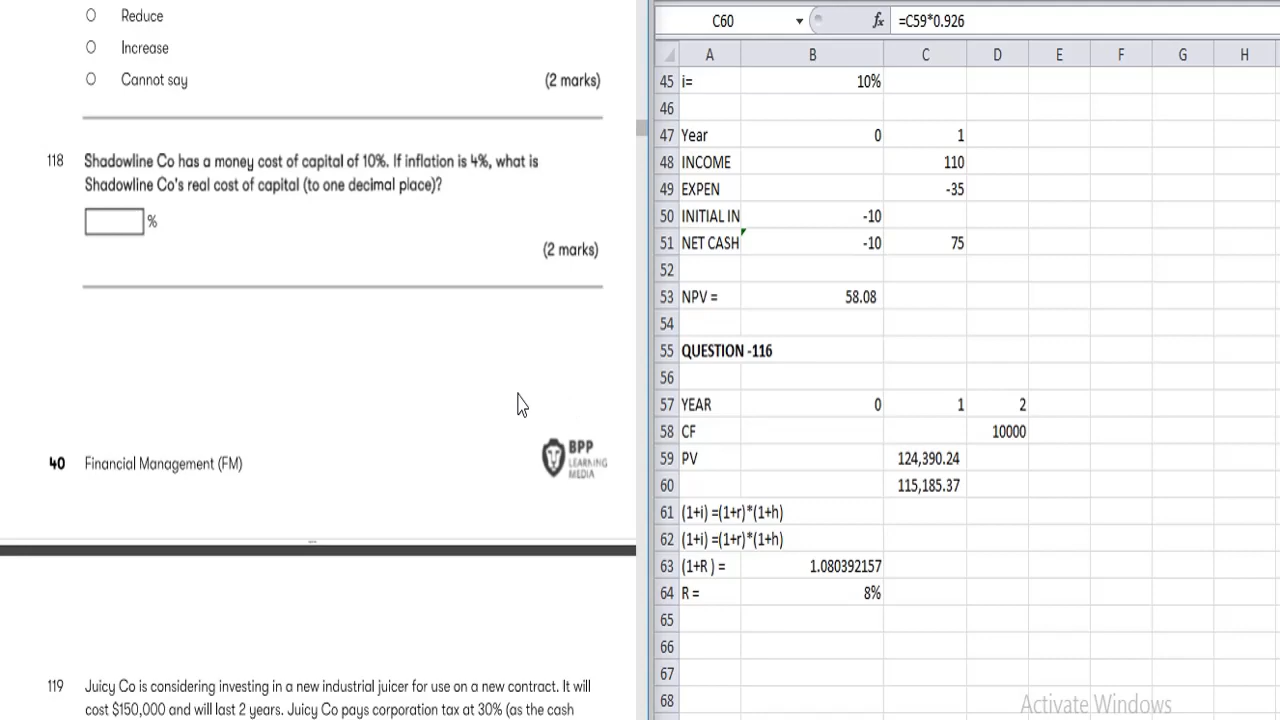 Reduce
Increase
Cannot say (2 marks)
118 Shadowline Co has a money cost of capital of 10%. If inflation is 4%, what is
Shadowline Co's real cost of capital (to one decimal place)?
%
(2 marks)
40 Financial Management (FM)
BPP
LEARNING
MEDIA
119 Juicy Co is considering investing in a new industrial juicer for use on a new contract. It will
cost $150,000 and will last 2 years. Juicy Co pays corporation tax at 30% (as the cash
C60 fx =C59*0.926
A B C D E F G H
45 i= 10%
46
47 Year 0 1
48 INCOME 110
49 EXPEN -35
50 INITIAL IN -10
51 NET CASH -10 75
52
53 NPV = 58.08
54
55 QUESTION -116
56
57 YEAR 0 1 2
58 CF 10000
59 PV 124,390.24
60 115,185.37
61 (1+i) =(1+r)*(1+h)
62 (1+i) =(1+r)*(1+h)
63 (1+R ) = 1.080392157
64 R = 8%
65
66
67
68
Activate Windows